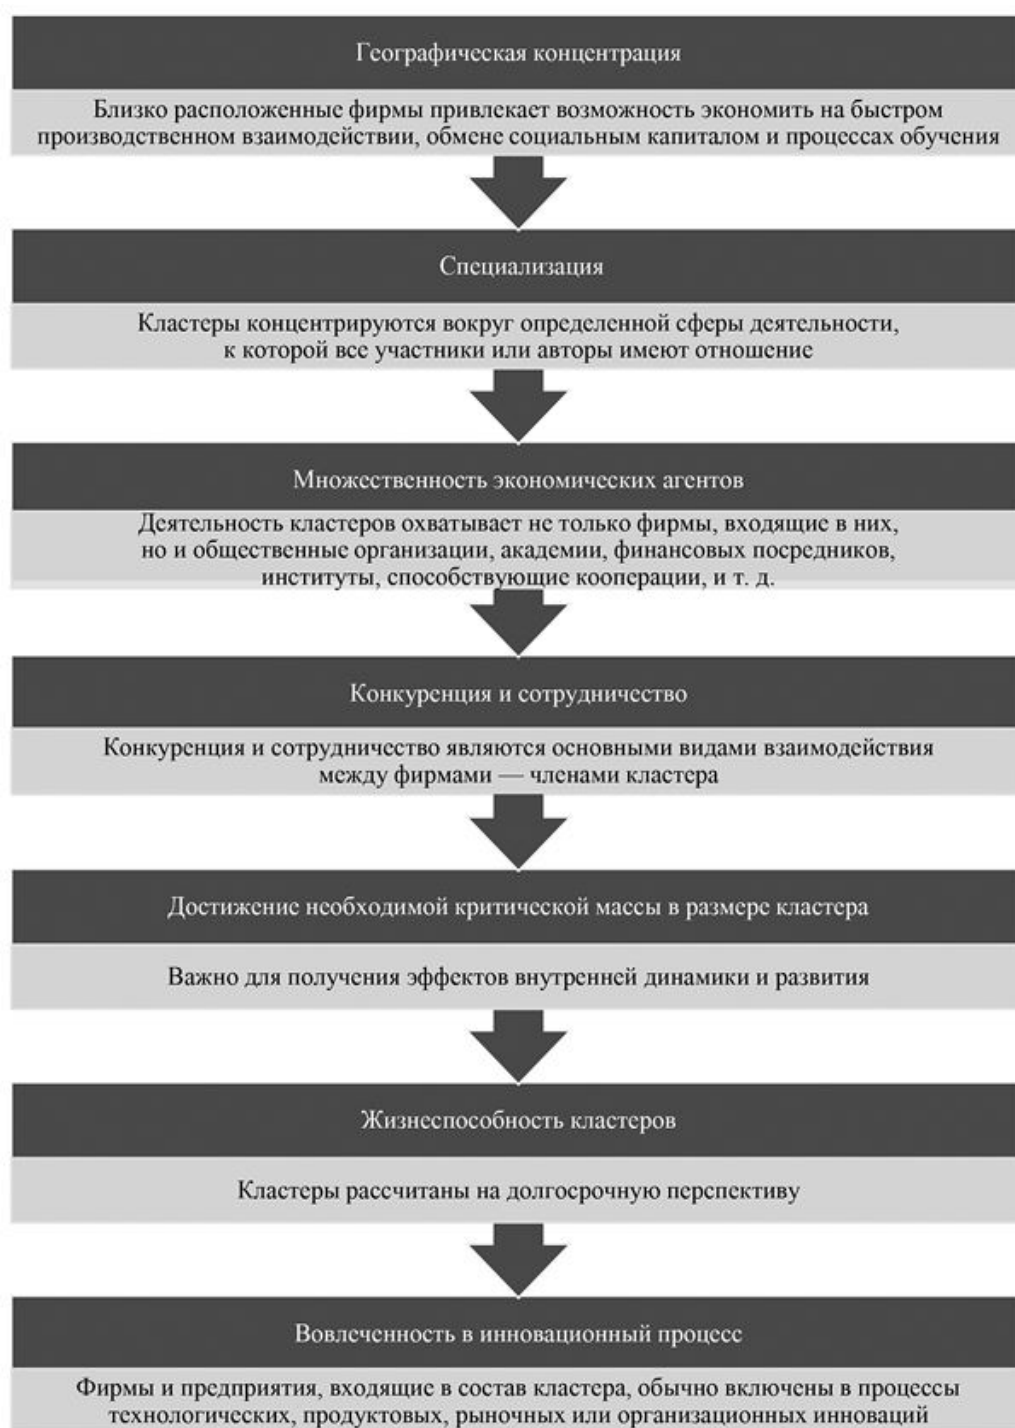 Географическая концентрация
Близко расположенные фирмы привлекает возможность экономить на быстром
производственном взаимодействии, обмене социальным капиталом и процессах обучения
Специализация
Кластеры концентрируются вокруг определенной сферы деятельности,
к которой все участники или авторы имеют отношение
Множественность экономических агентов
Деятельность кластеров охватывает не только фирмы, входящие в них,
но и общественные организации, академии, финансовых посредников,
институты, способствующие кооперации, и т. д.
Конкуренция и сотрудничество
Конкуренция и сотрудничество являются основными видами взаимодействия
между фирмами — членами кластера
Достижение необходимой критической массы в размере кластера
Важно для получения эффектов внутренней динамики и развития
Жизнеспособность кластеров
Кластеры рассчитаны на долгосрочную перспективу
Вовлеченность в инновационный процесс
Фирмы и предприятия, входящие в состав кластера, обычно включены в процессы
технологических, продуктовых, рыночных или организационных инноваций